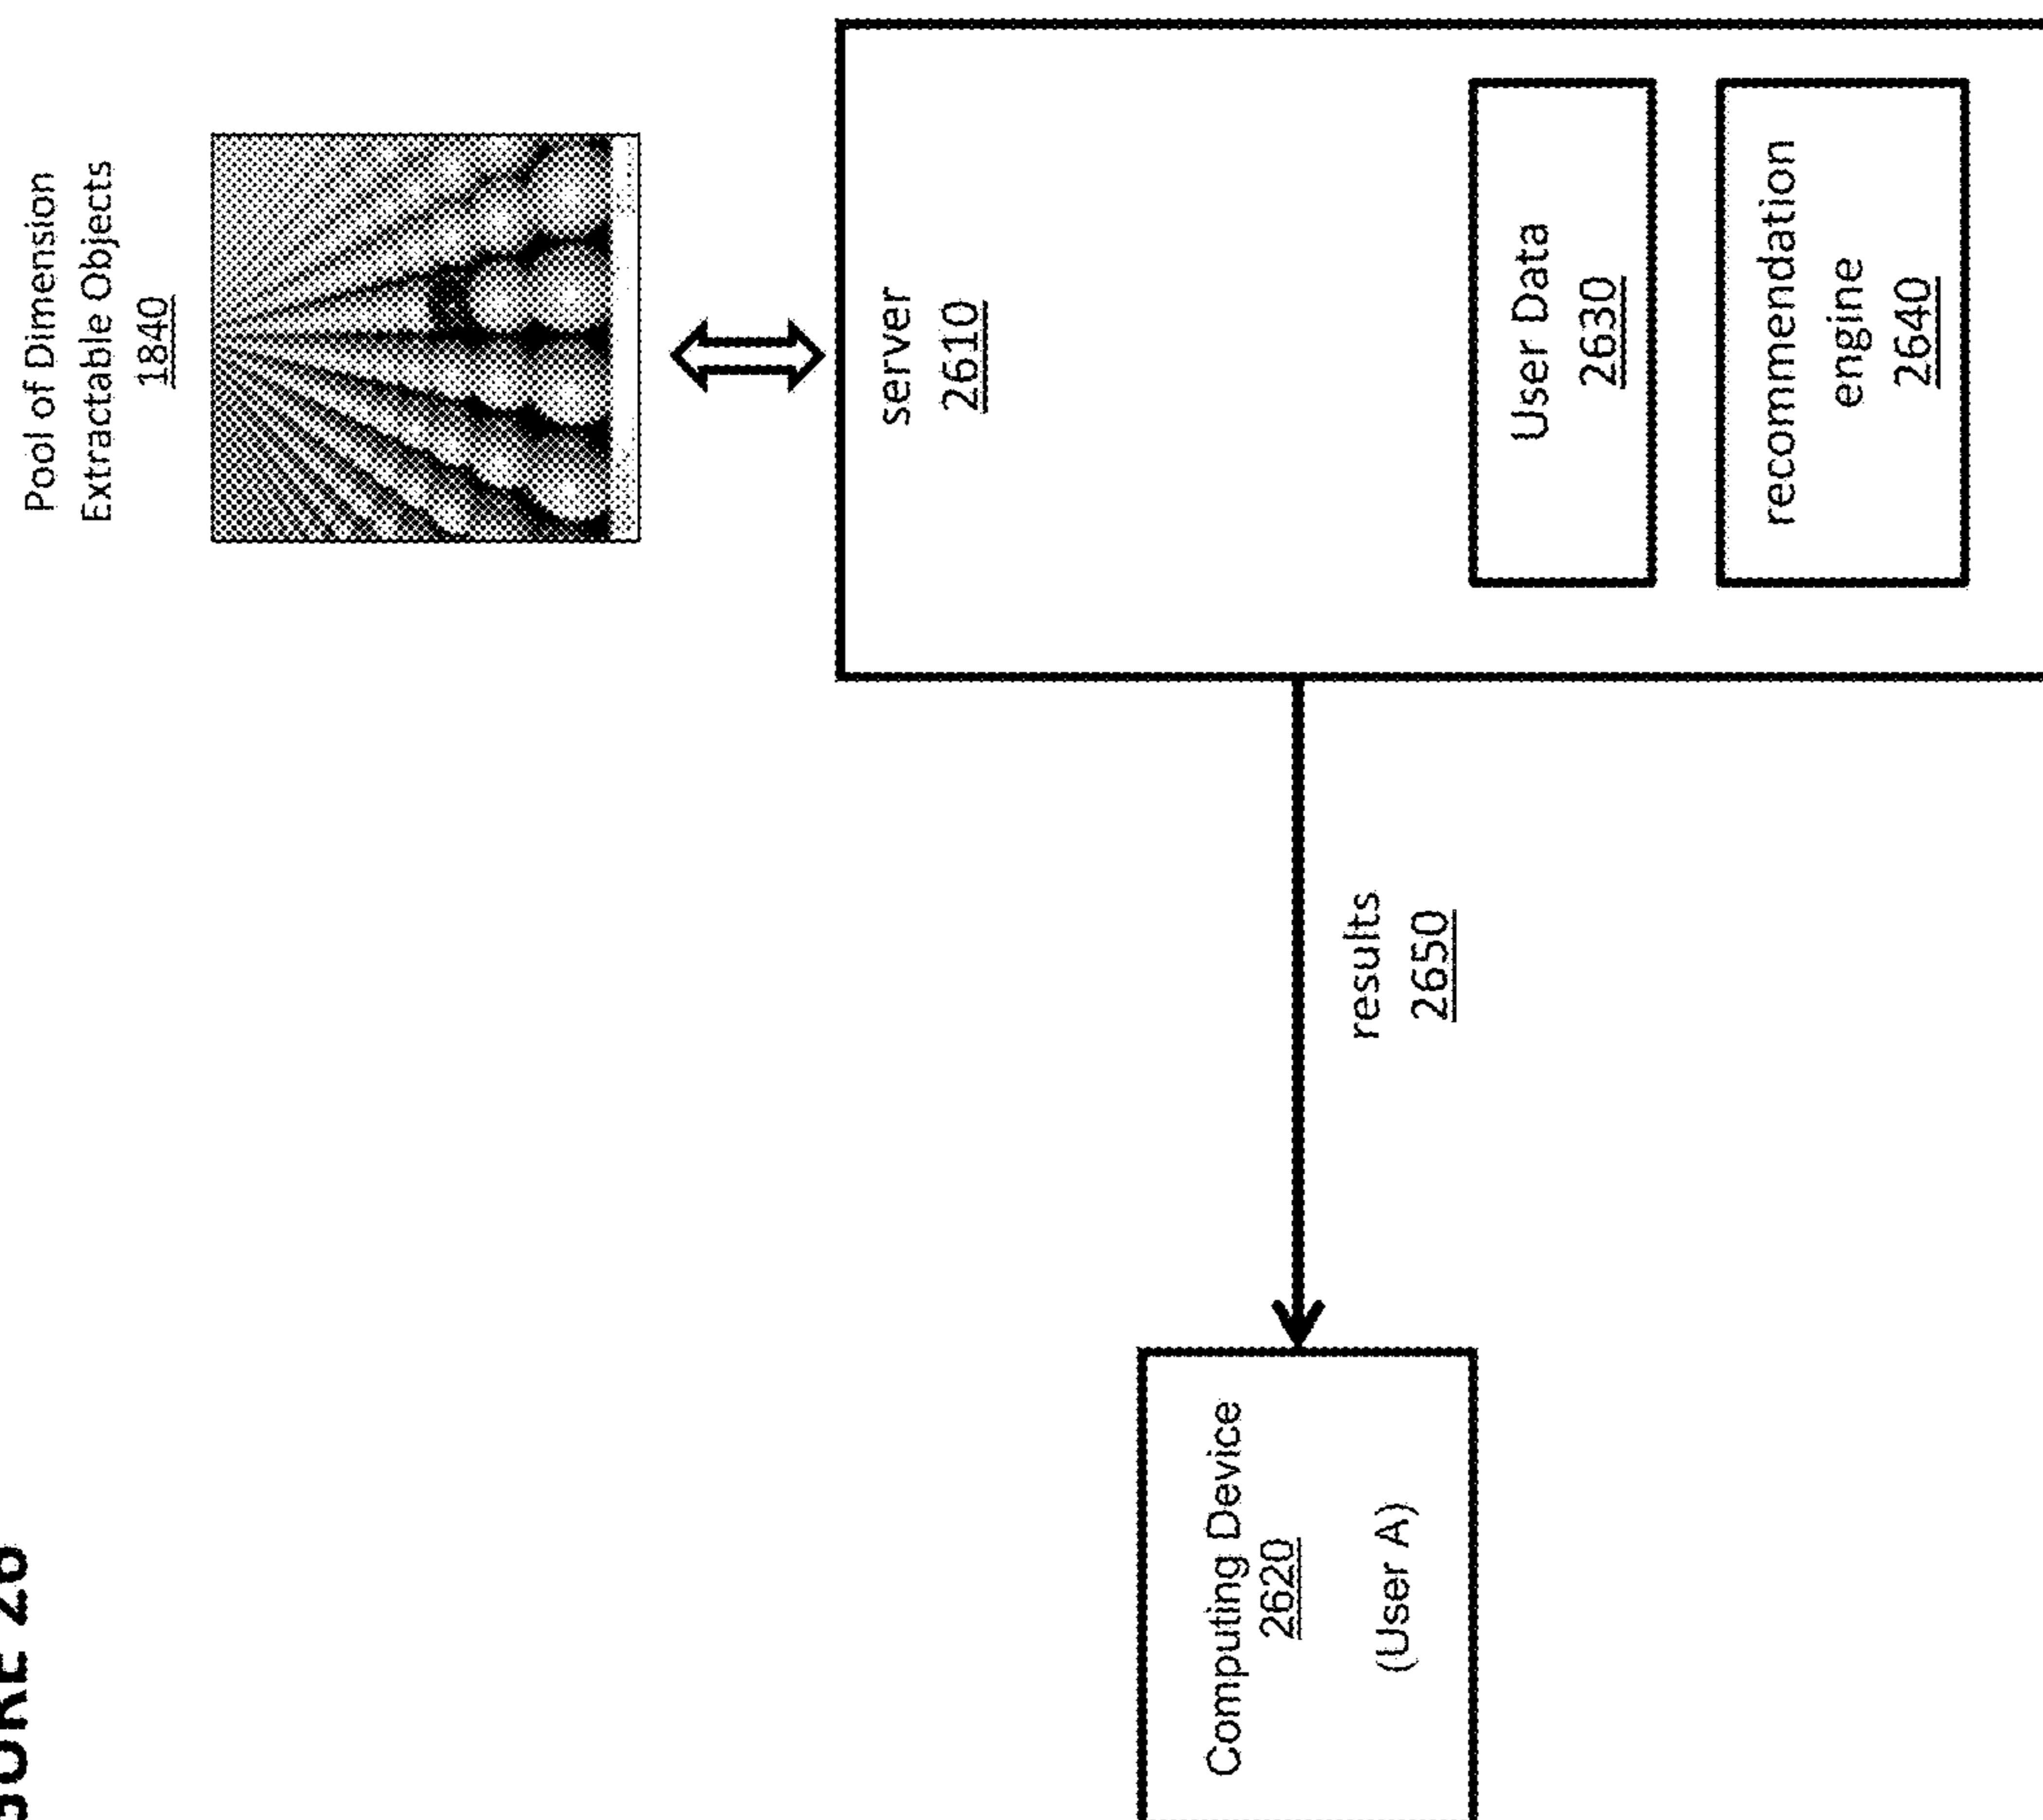 Pool of Dimension
Extractable Objects
1840
server
2610
Computing Device
2620
(User A)
results
2650
User Data
2630
recommendation
engine
2640